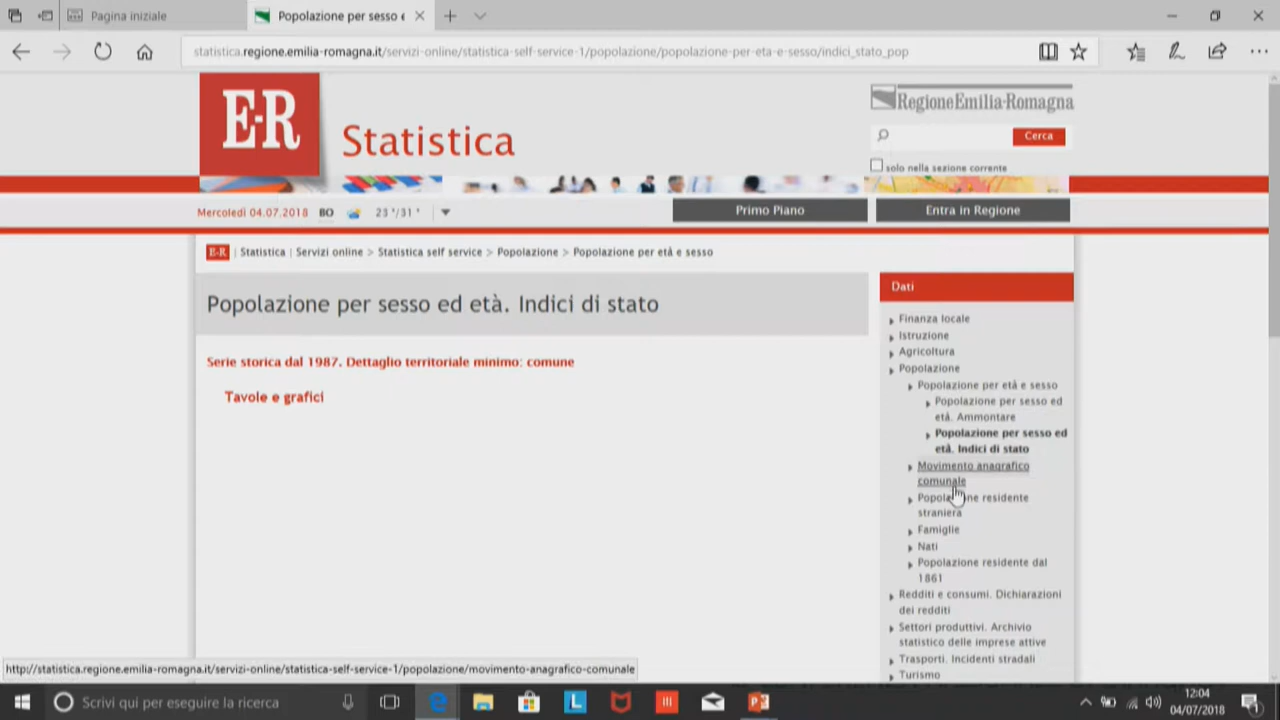 Pagina iniziale
Popolazione per sesso e
statistica.regione.emilia-romagna.it/servizi-online/statistica-self-service-1/popolazione/popolazione-per-eta-e-sesso/indici_stato_pop
E-R
Statistica
RegioneEmilia-Romagna
Cerca
solo nella sezione corrente
Mercoledì 04.07.2018 BO 23 °/31 °
Primo Piano
Entra in Regione
E-R | Statistica | Servizi online > Statistica self service > Popolazione > Popolazione per età e sesso
Popolazione per sesso ed età. Indici di stato
Serie storica dal 1987. Dettaglio territoriale minimo: comune
Tavole e grafici
Dati
Finanza locale
Istruzione
Agricoltura
Popolazione
Popolazione per età e sesso
Popolazione per sesso ed
età. Ammontare
Popolazione per sesso ed
età. Indici di stato
Movimento anagrafico
comunale
Popolazione residente
straniera
Famiglie
Nati
Popolazione residente dal
1861
Redditi e consumi. Dichiarazioni
dei redditi
Settori produttivi. Archivio
statistico delle imprese attive
Trasporti. Incidenti stradali
Turismo
http://statistica.regione.emilia-romagna.it/servizi-online/statistica-self-service-1/popolazione/movimento-anagrafico-comunale
Scrivi qui per eseguire la ricerca
12:04
04/07/2018